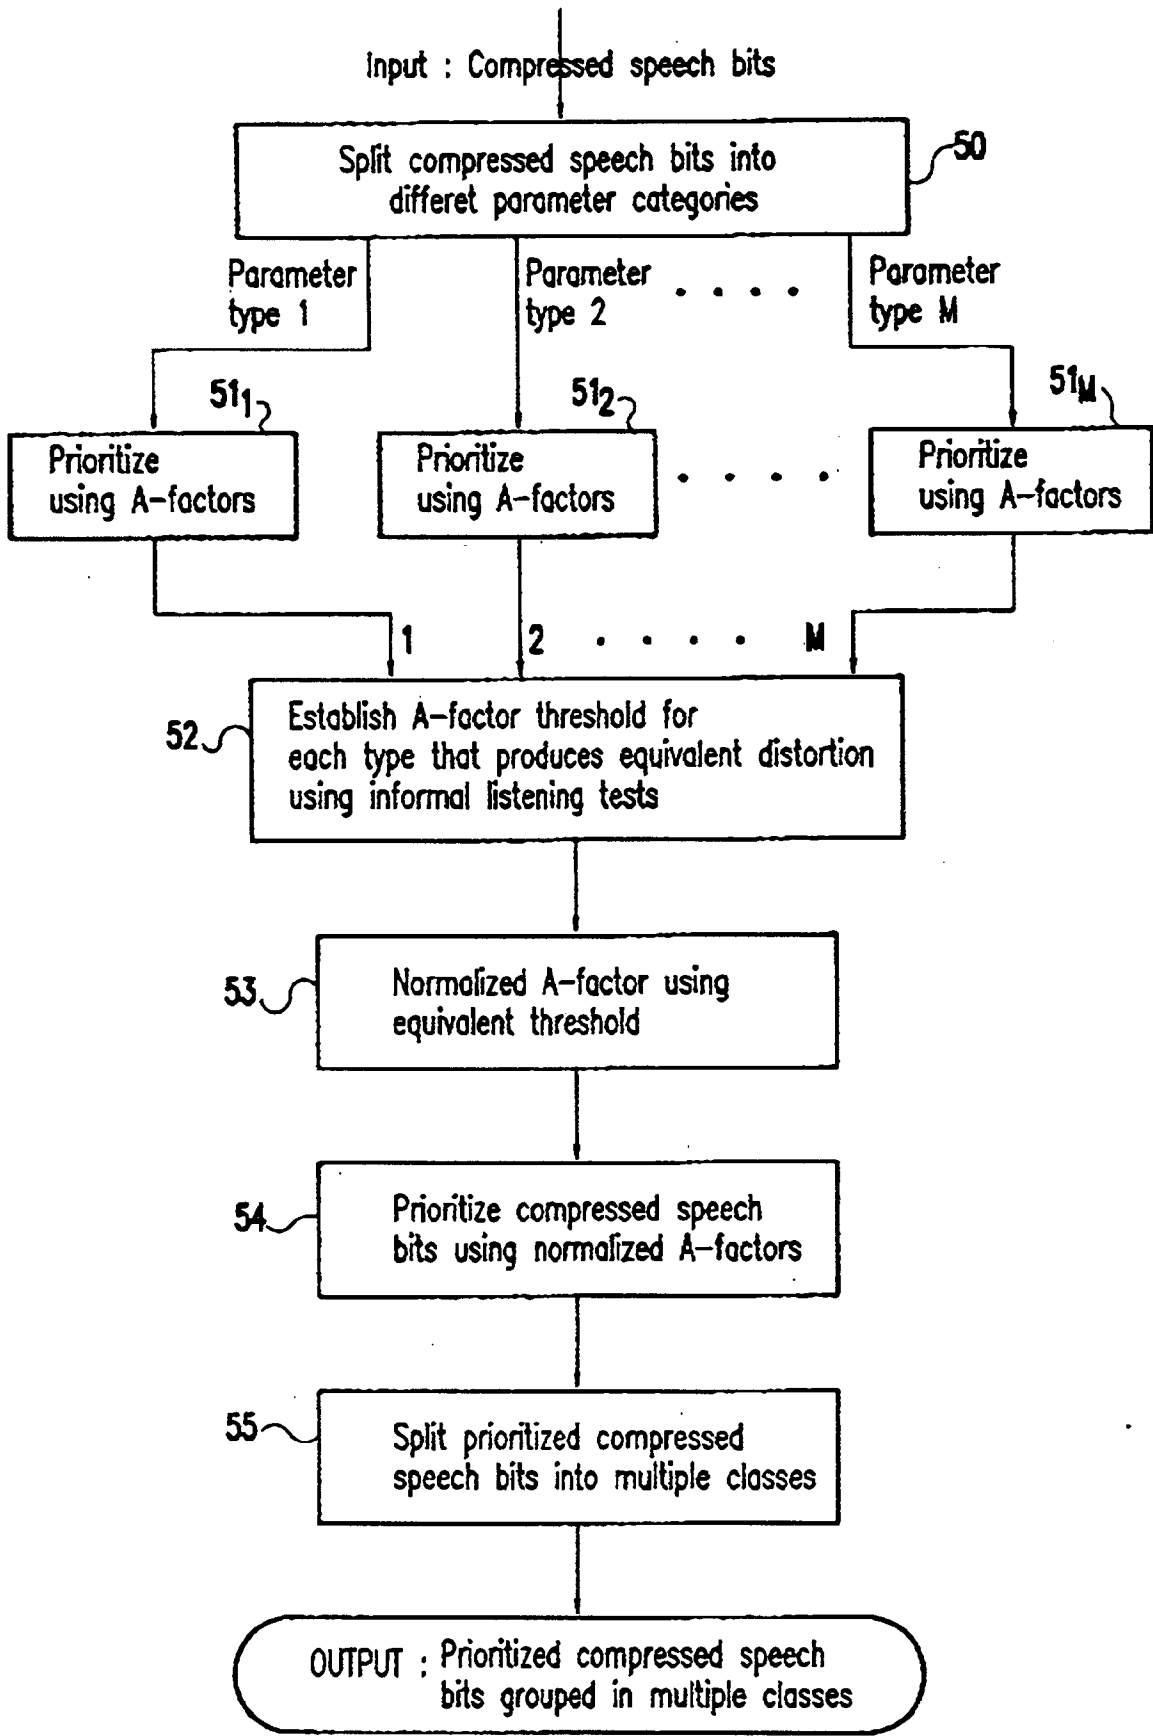 Input : Compressed speech bits
Split compressed speech bits into
differet parameter categories
50
Parameter
type 1
Parameter
type 2
. . . .
Parameter
type M
511
512
51M
Prioritize
using A-factors
Prioritize
using A-factors
. . . .
Prioritize
using A-factors
1
2
. . . .
M
52
Establish A-factor threshold for
each type that produces equivalent distortion
using informal listening tests
53
Normalized A-factor using
equivalent threshold
54
Prioritize compressed speech
bits using normalized A-factors
55
Split prioritized compressed
speech bits into multiple classes
OUTPUT : Prioritized compressed speech
bits grouped in multiple classes